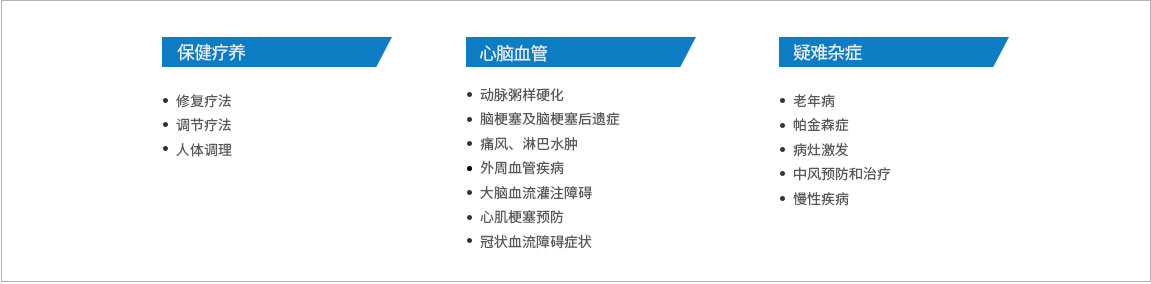 保健疗养
修复疗法
调节疗法
人体调理
心脑血管
动脉粥样硬化
脑梗塞及脑梗塞后遗症
痛风、淋巴水肿
外周血管疾病
大脑血流灌注障碍
心肌梗塞预防
冠状血流障碍症状
疑难杂症
老年病
帕金森症
病灶激发
中风预防和治疗
慢性疾病